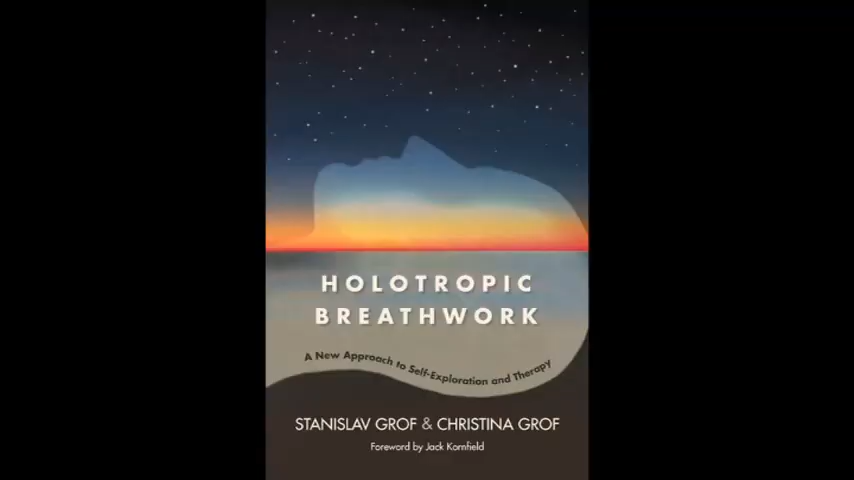 HOLOTROPIC
BREATHWORK
A New Approach to Self-Exploration and Therapy
STANISLAV GROF & CHRISTINA GROF
Foreword by Jack Kornfield